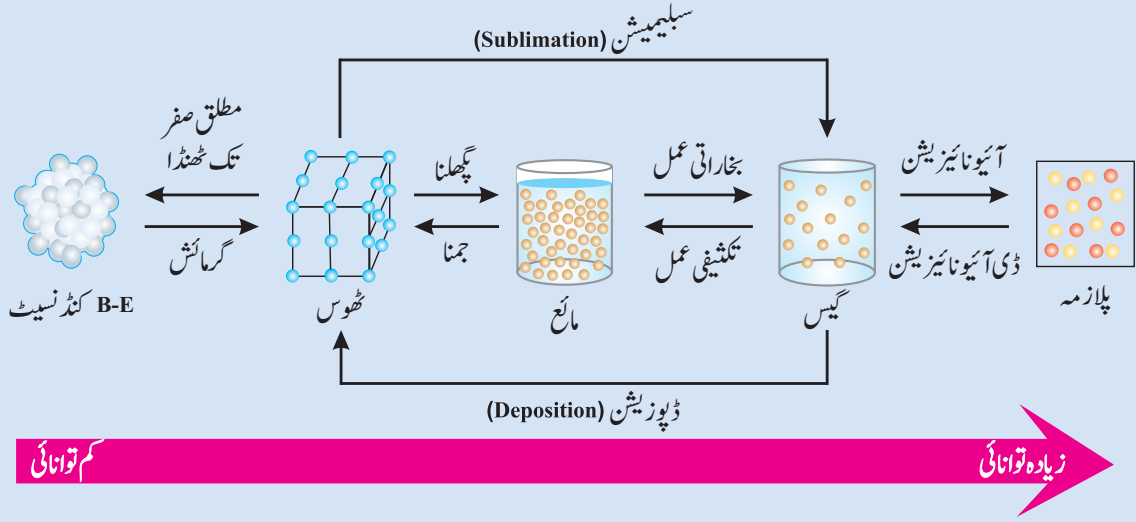 سبلیمیشن (Sublimation)
مطلق صفر
تک ٹھنڈا
گرمائش
پگھلنا
جمنا
بخاراتی عمل
تکثیفی عمل
آئیونائیزیشن
ڈی آئیونائیزیشن
B-E کنڈنسیٹ
ٹھوس
مائع
گیس
پلازمہ
ڈپوزیشن (Deposition)
کم توانائی
زیادہ توانائی